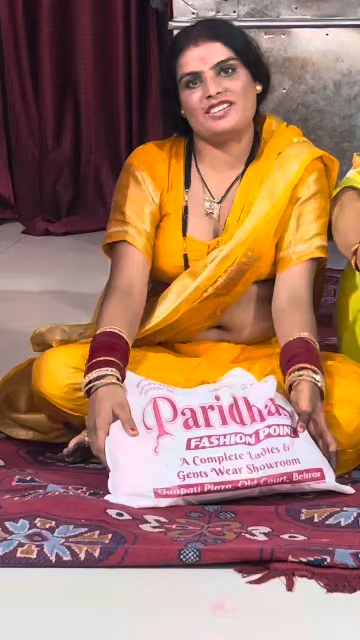 Paridhan
FASHION POINT
A Complete Ladies &
Gents Wear Showroom
Ganpati Plaza, Old Court, Behror